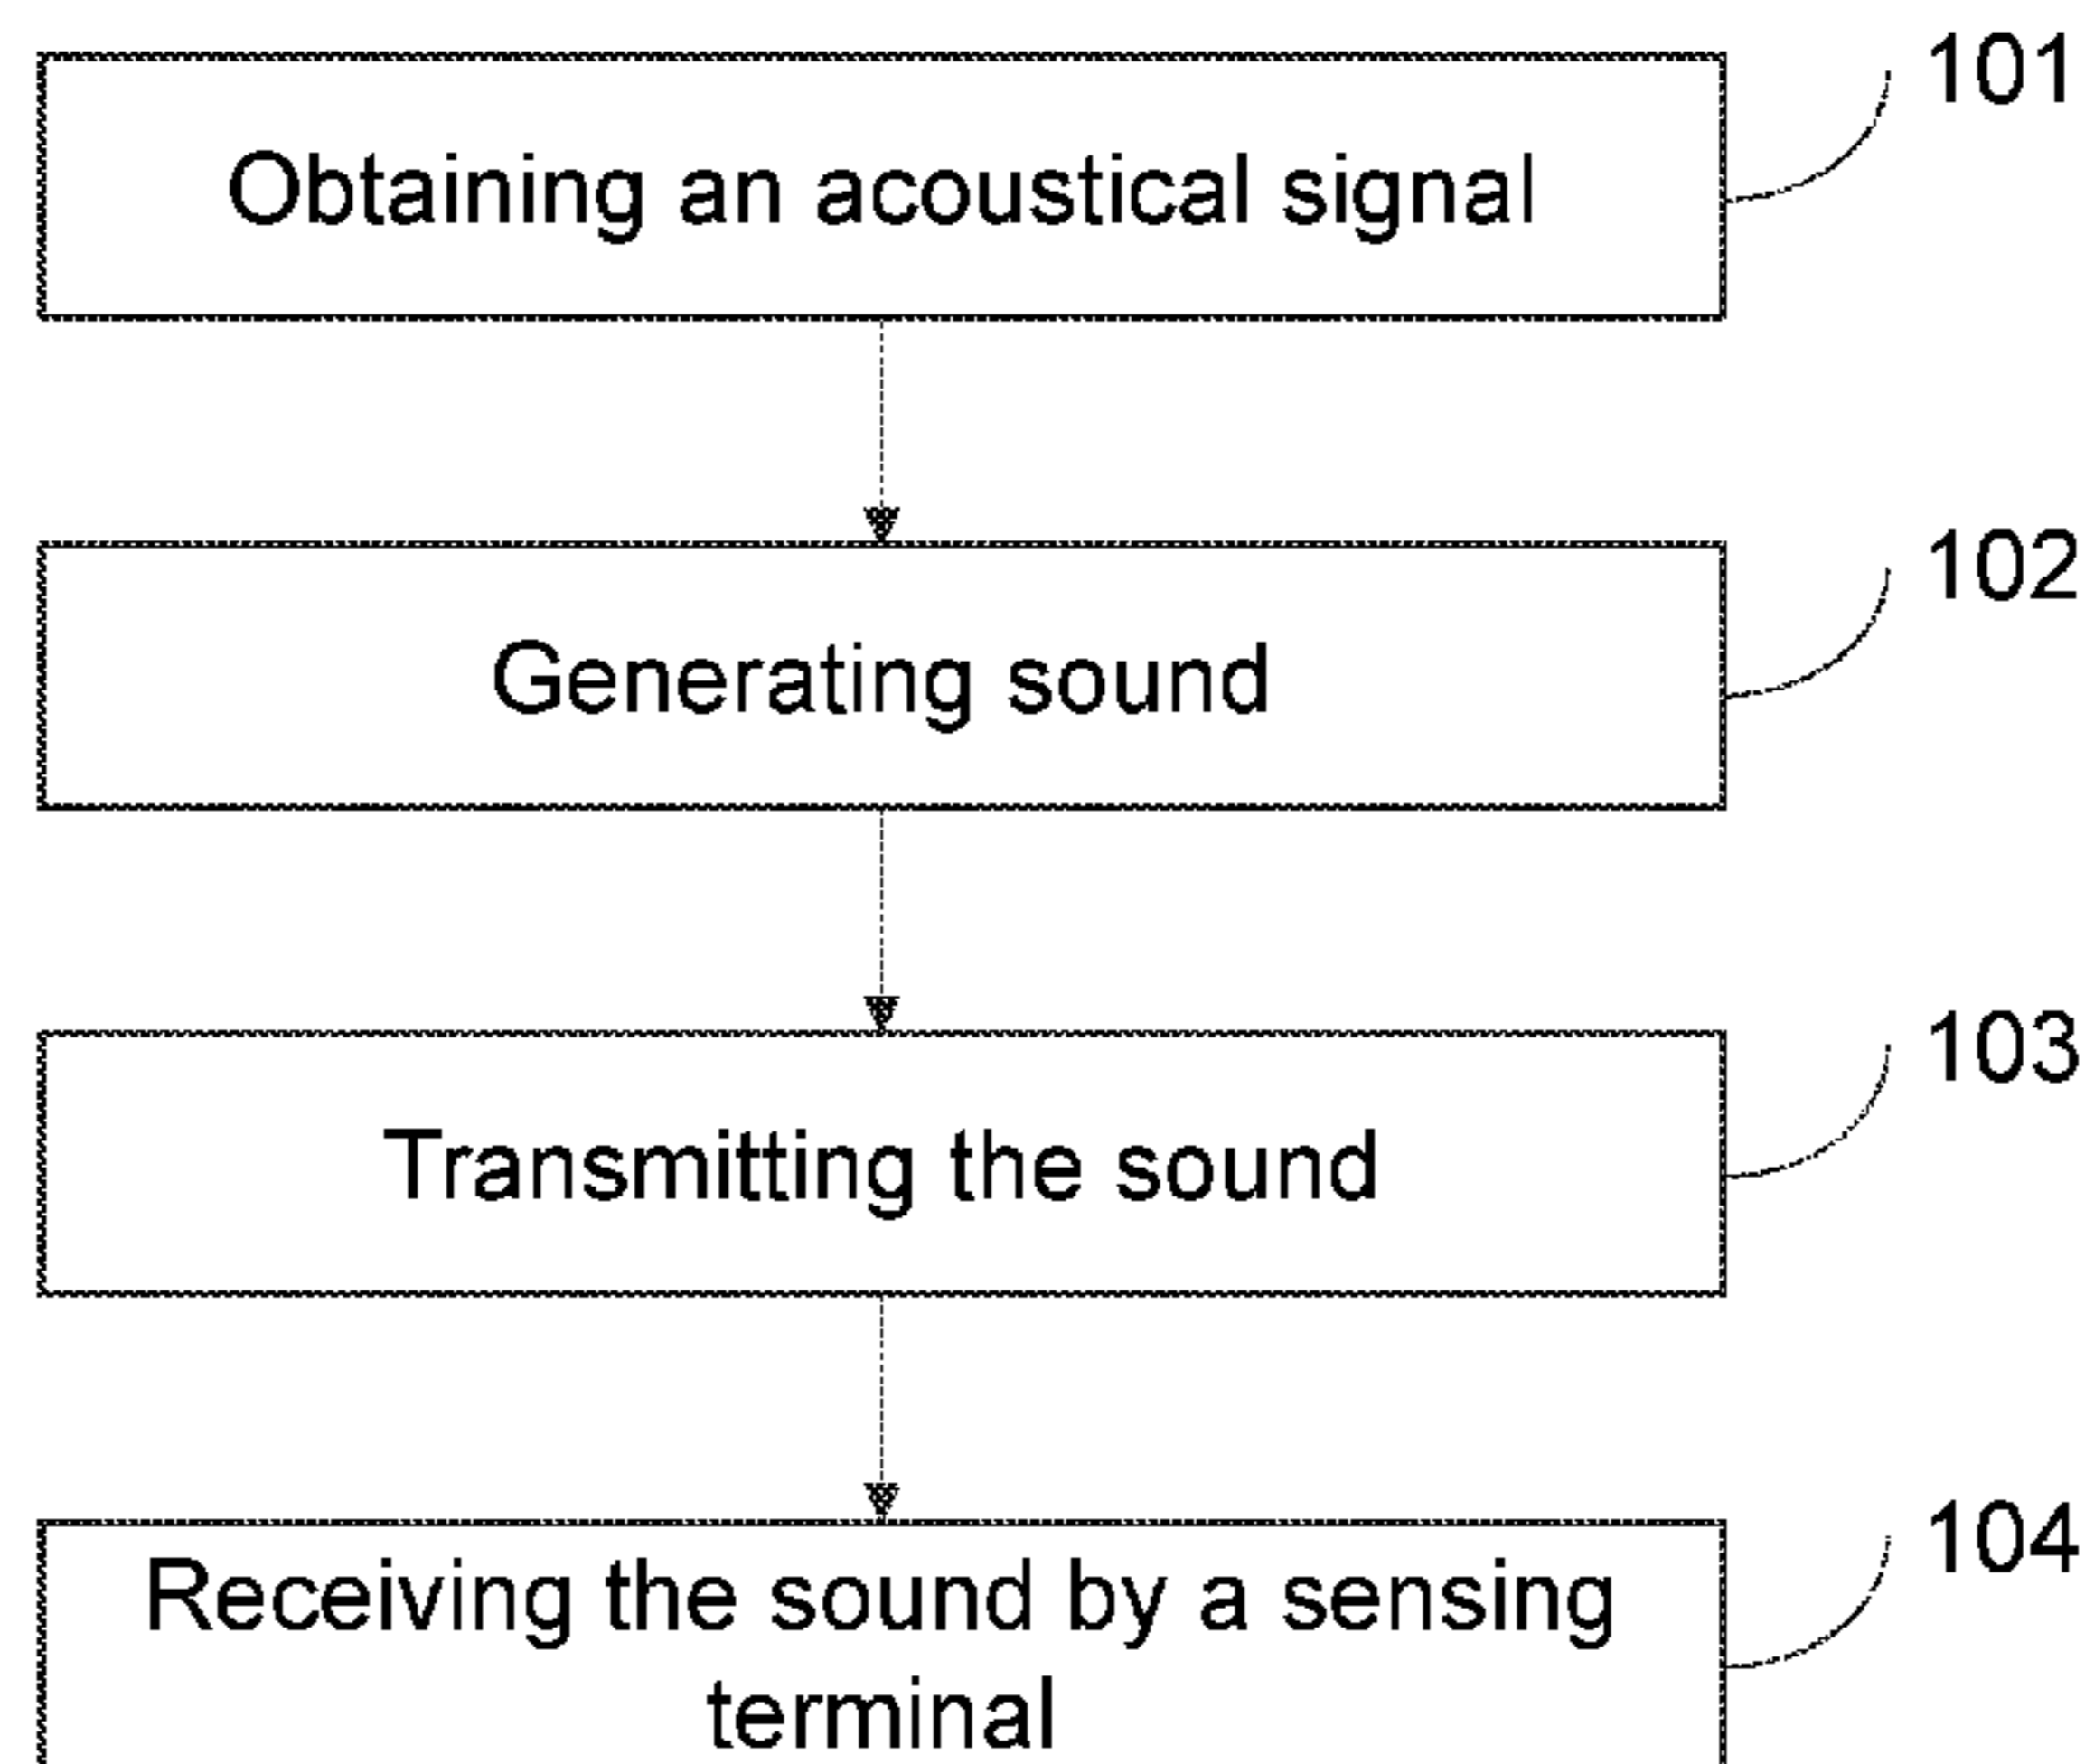 101
Obtaining an acoustical signal
102
Generating sound
103
Transmitting the sound
104
Receiving the sound by a sensing
terminal